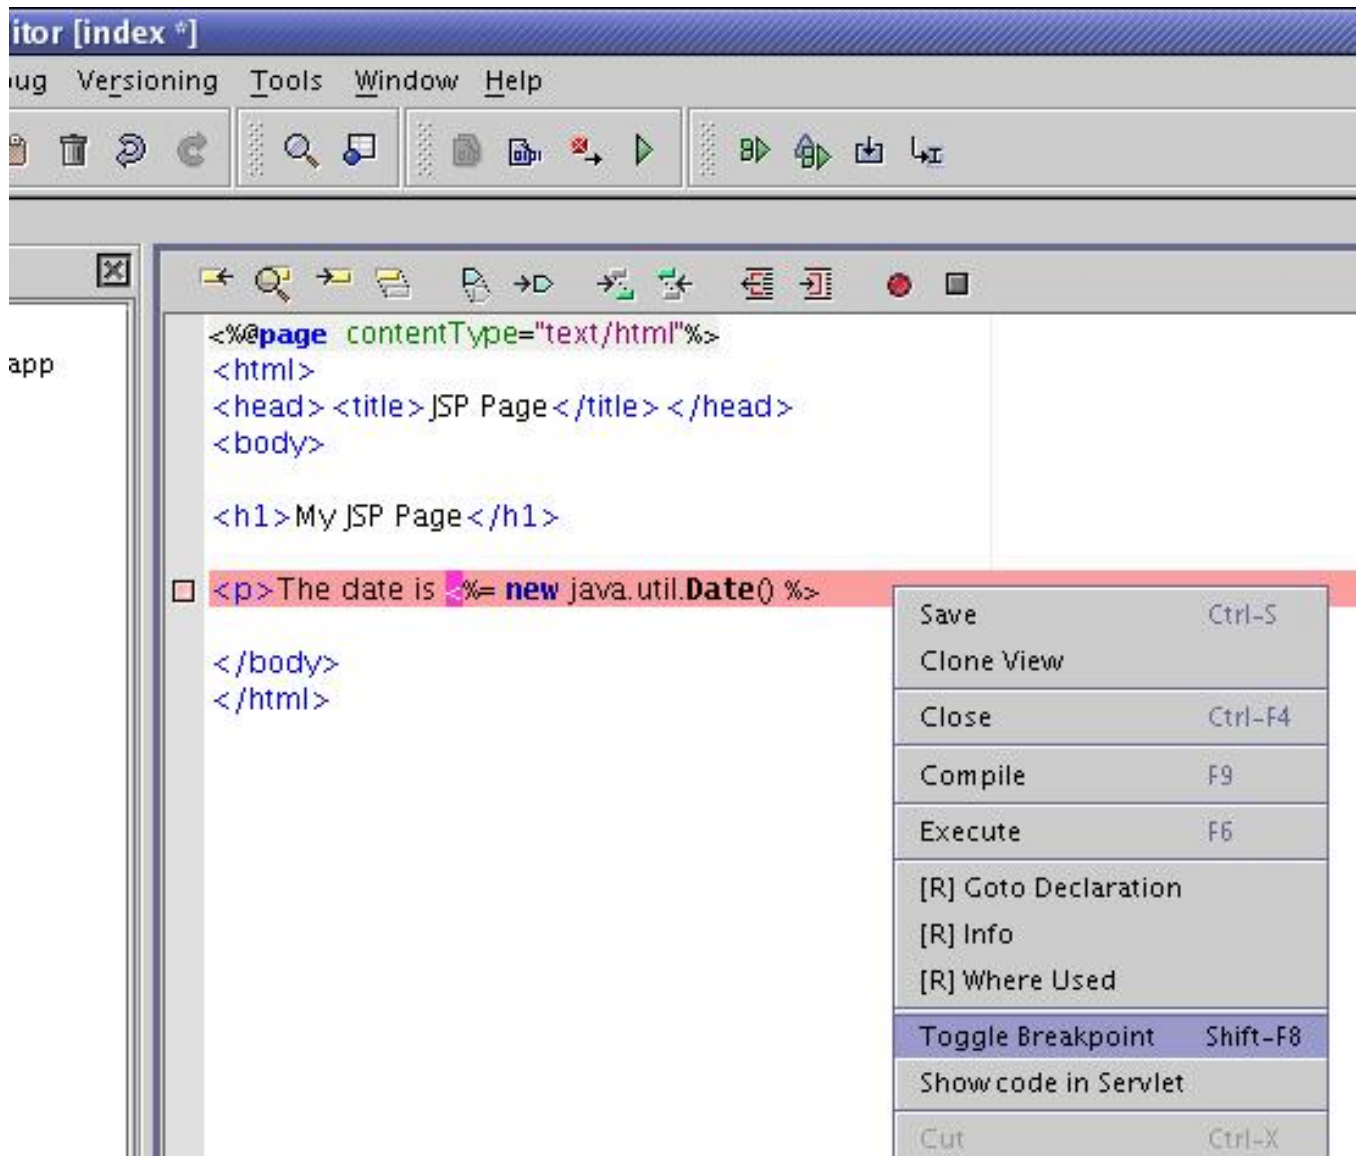 itor [index *]
ug Versioning Tools Window Help
app
<%@page contentType="text/html"%>
<html>
<head><title>JSP Page</title></head>
<body>
<h1>My JSP Page</h1>
<p>The date is <%= new java.util.Date() %>
</body>
</html>
Save Ctrl-S
Clone View
Close Ctrl-F4
Compile F9
Execute F6
[R] Goto Declaration
[R] Info
[R] Where Used
Toggle Breakpoint Shift-F8
Show code in Servlet
Cut Ctrl-X